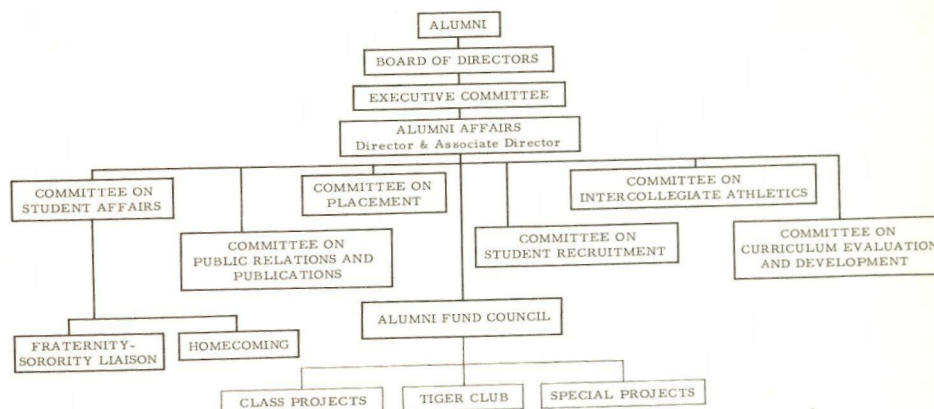 ALUMNI
BOARD OF DIRECTORS
EXECUTIVE COMMITTEE
ALUMNI AFFAIRS
Director & Associate Director
COMMITTEE ON
STUDENT AFFAIRS
COMMITTEE ON
PLACEMENT
COMMITTEE ON
INTERCOLLEGIATE ATHLETICS
COMMITTEE ON
PUBLIC RELATIONS AND
PUBLICATIONS
COMMITTEE ON
STUDENT RECRUITMENT
COMMITTEE ON
CURRICULUM EVALUATION
AND DEVELOPMENT
ALUMNI FUND COUNCIL
FRATERNITY-
SORORITY LIAISON
HOMECOMING
CLASS PROJECTS
TIGER CLUB
SPECIAL PROJECTS